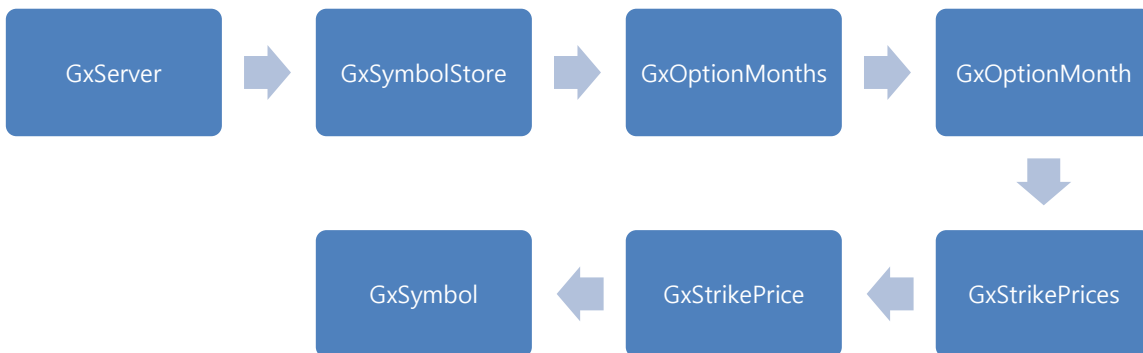 GxServer
GxSymbolStore
GxOptionMonths
GxOptionMonth
GxStrikePrices
GxStrikePrice
GxSymbol